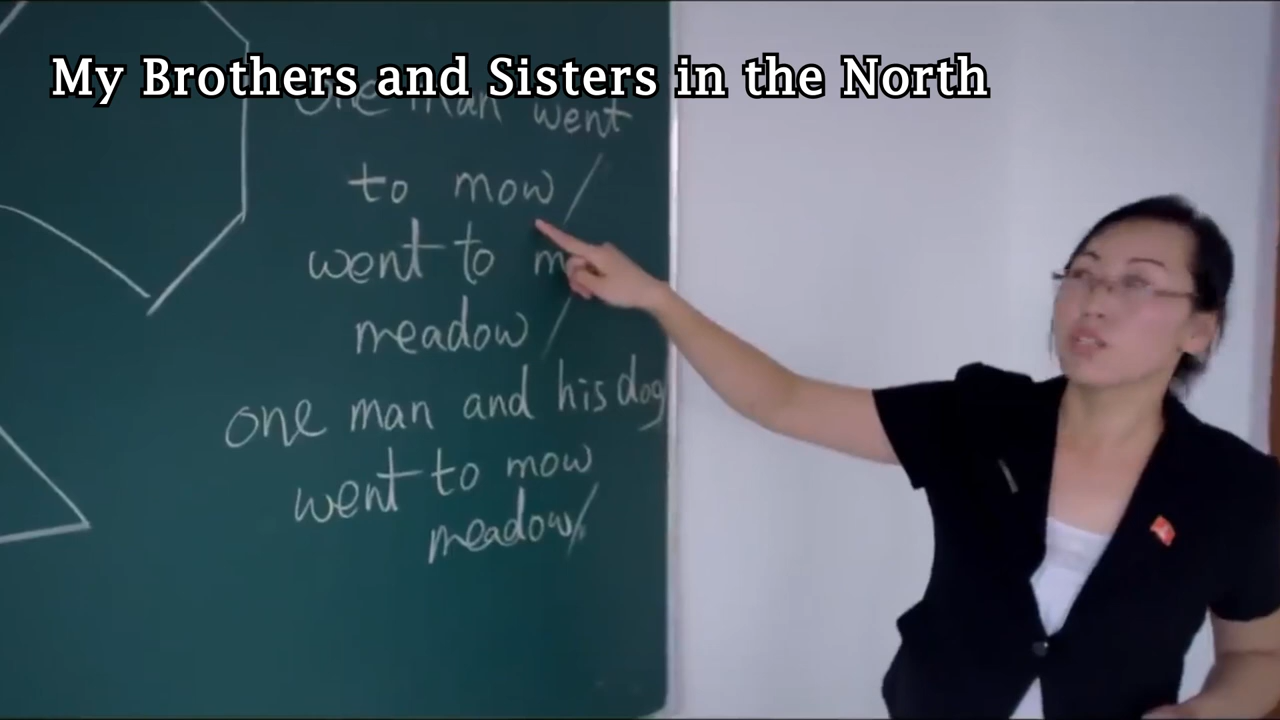 My Brothers and Sisters in the North
one man went
to mow/
went to m
meadow/
one man and his dog
went to mow
meadow/.